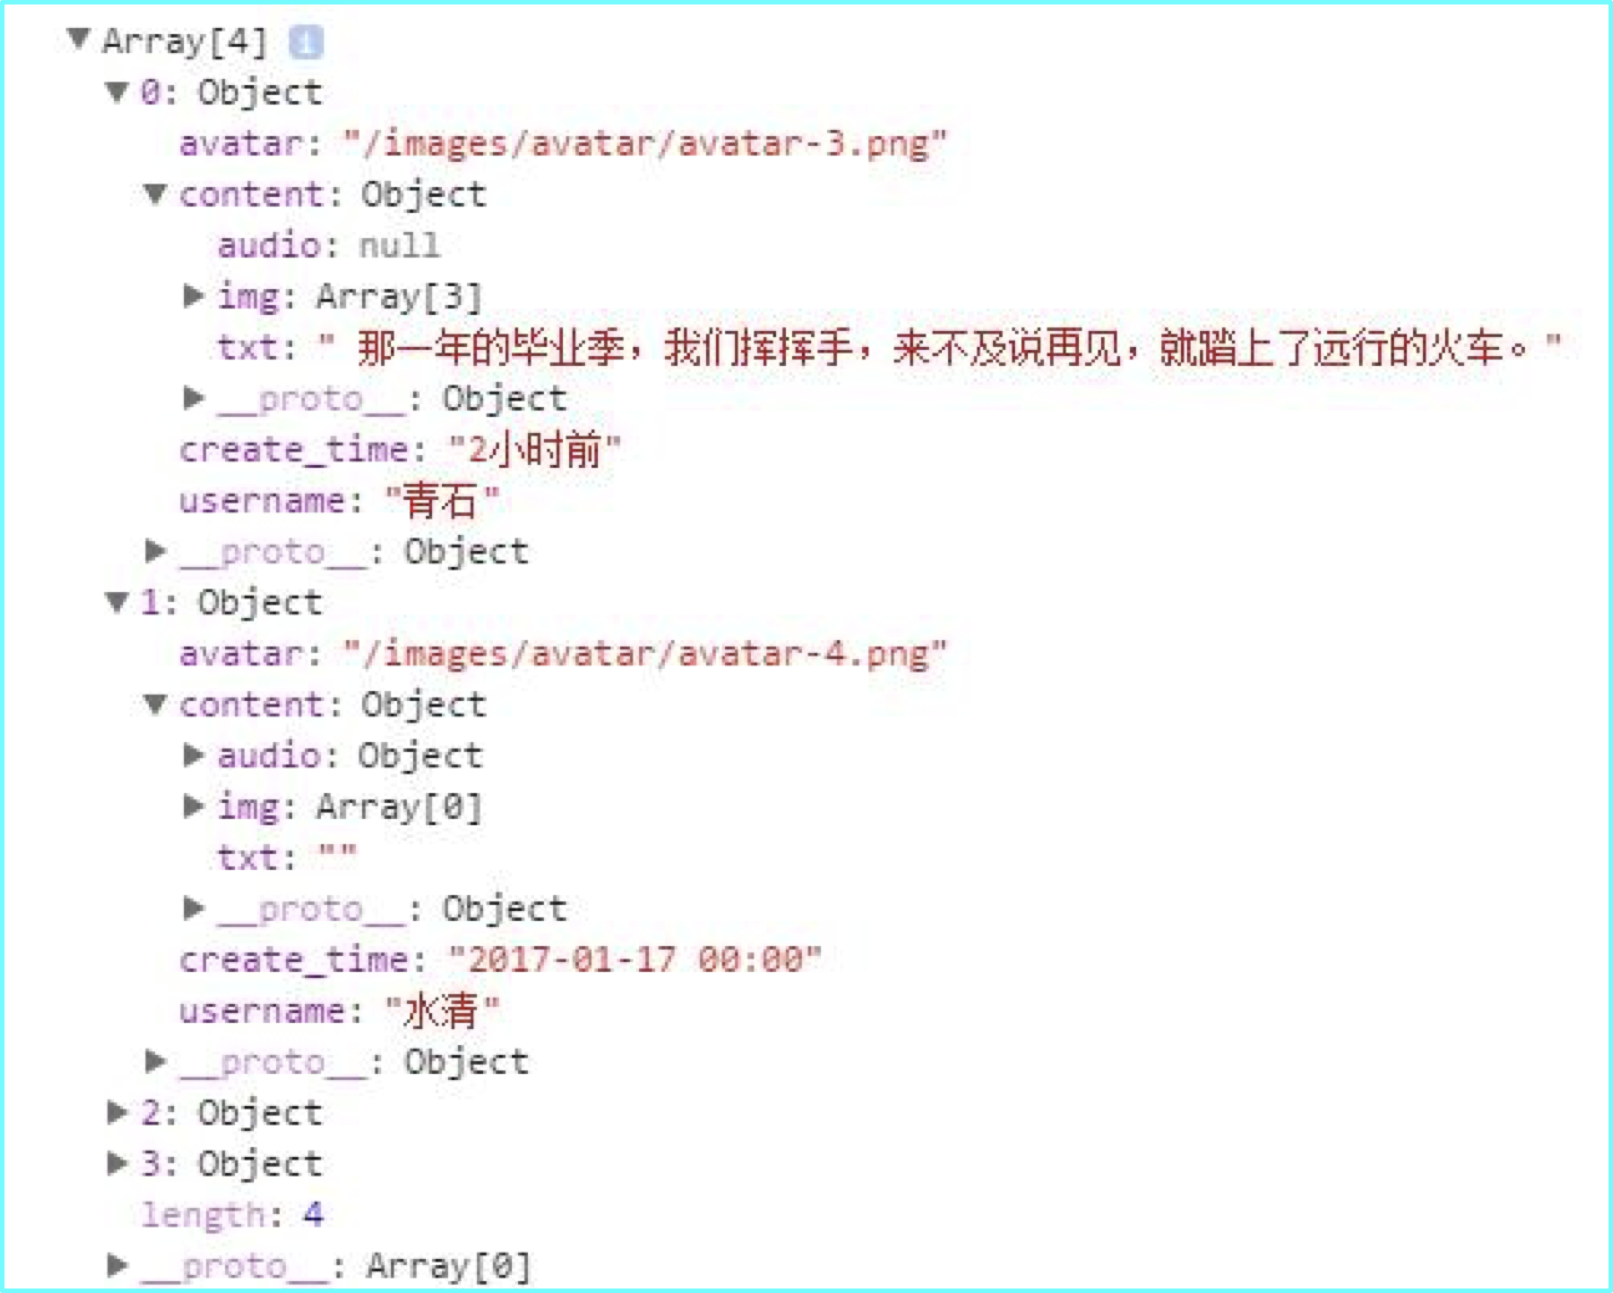 Array[4] i
0: Object
avatar: "/images/avatar/avatar-3.png"
content: Object
audio: null
img: Array[3]
txt: " 那一年的毕业季，我们挥挥手，来不及说再见，就踏上了远行的火车。"
__proto__: Object
create_time: "2小时前"
username: "青石"
__proto__: Object
1: Object
avatar: "/images/avatar/avatar-4.png"
content: Object
audio: Object
img: Array[0]
txt: ""
__proto__: Object
create_time: "2017-01-17 00:00"
username: "水清"
__proto__: Object
2: Object
3: Object
length: 4
__proto__: Array[0]